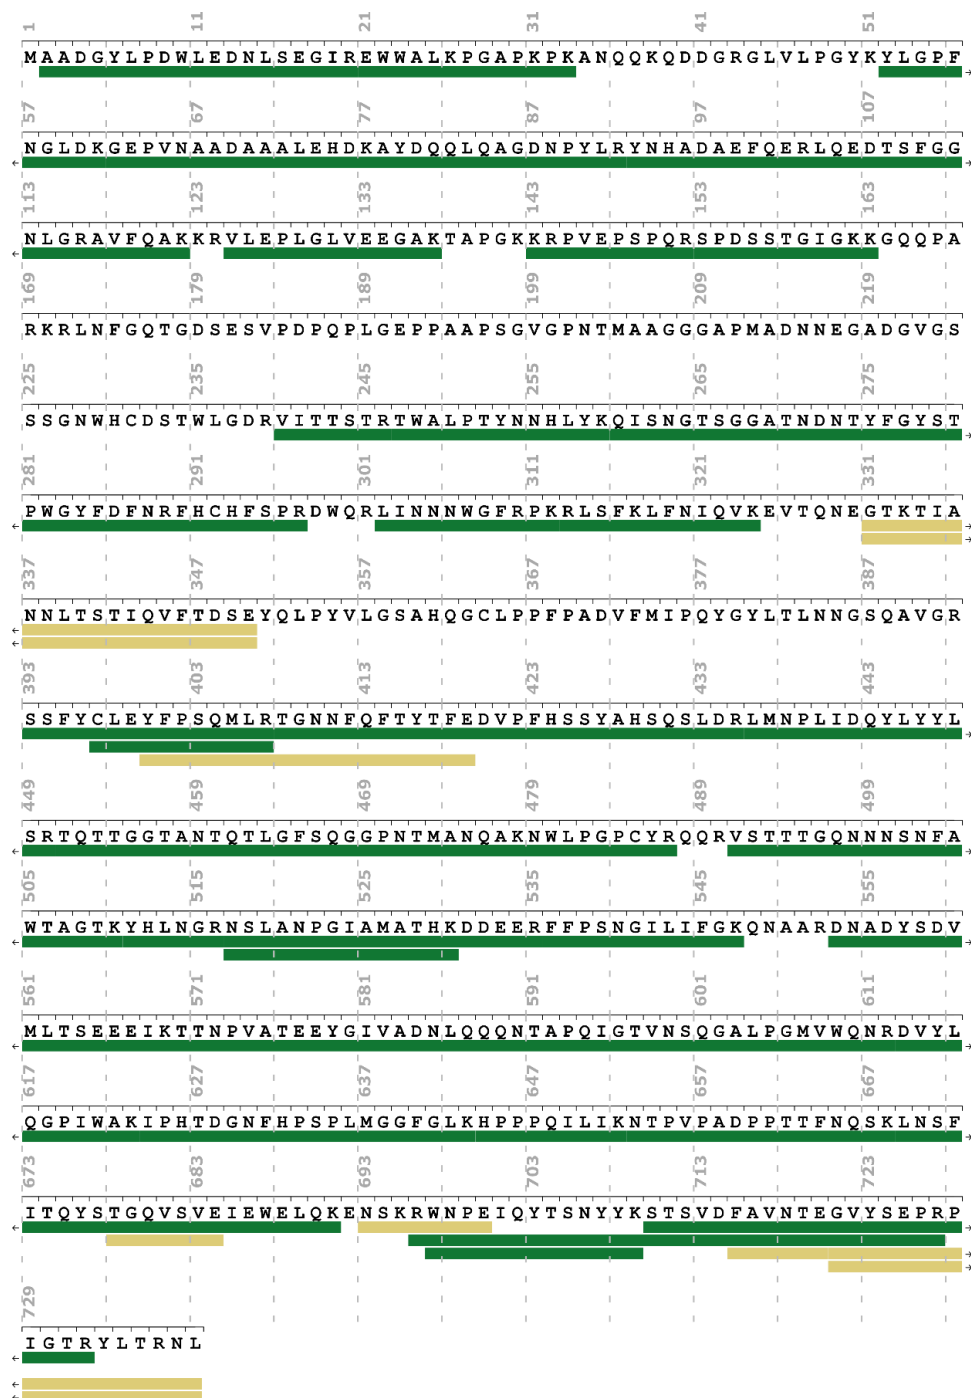 1 11 21 31 41 51
MAADGYLPDWLEDNLSEGIREWWALKPGAPKPKANQQKQDDGRGLVLPGYKYLGPF
57 67 77 87 97 107
NGLDKGEPVNAADAAALEHDKAYDQQLQAGDNPYLRYNHADAEFQERLQEDTSFGG
113 123 133 143 153 163
NLGRAVFQAKKRVLEPLGLVEEGAKTAPGKKRPVEPSPQRSPDSSTGIGKKGQQPA
169 179 189 199 209 219
RKRLNFGQTGDSESVPDPQPLGEPPAAPSGVGPNTMAAGGGAPMADNNEGADGVGS
225 235 245 255 265 275
SSGNWHCDSTWLGDRVITTSTRTWALPTYNNHLYKQISNGTSGGATNDNTYFGYST
281 291 301 311 321 331
PWGYFDFNRFHCHFSPRDWQRLINNNWGFRPKRLSFKLFNIQVKEVTQNEGTKTIA
337 347 357 367 377 387
NNLTSTIQVFTDSEYQLPYVLGSAHQGCLPPFPADVFMIPQYGYLTLNNGSQAVGR
393 403 413 423 433 443
SSFYCLEYFPSQMLRTGNNFQFTYTFEDVPFHSSYAHSQSLDRLMNPLIDQYLYYL
449 459 469 479 489 499
SRTQTTGGTANTQTLGFSQGGPNTMANQAKNWLPGPCYRQQRVSTTTGQNNNSNFA
505 515 525 535 545 555
WTAGTKYHLNGRNSLANPGIAMATHKDDEERFFPSNGILIFGKQNAARDNADYSDV
561 571 581 591 601 611
MLTSEEEIKTTNPVATEEYGIVADNLQQQNTAPQIGTVNSQGALPGMVWQNRDVYL
617 627 637 647 657 667
QGPIWAKIPHTDGNFHPSPLMGGFGLKHPPPQILIKNTPVPADPPTTFNQSKLNSF
673 683 693 703 713 723
ITQYSTGQVSVEIEWELQKENSKRWNPEIQYTSNYYKSTSVDFAVNTEGVYSEPRP
729
IGTRYLTRNL